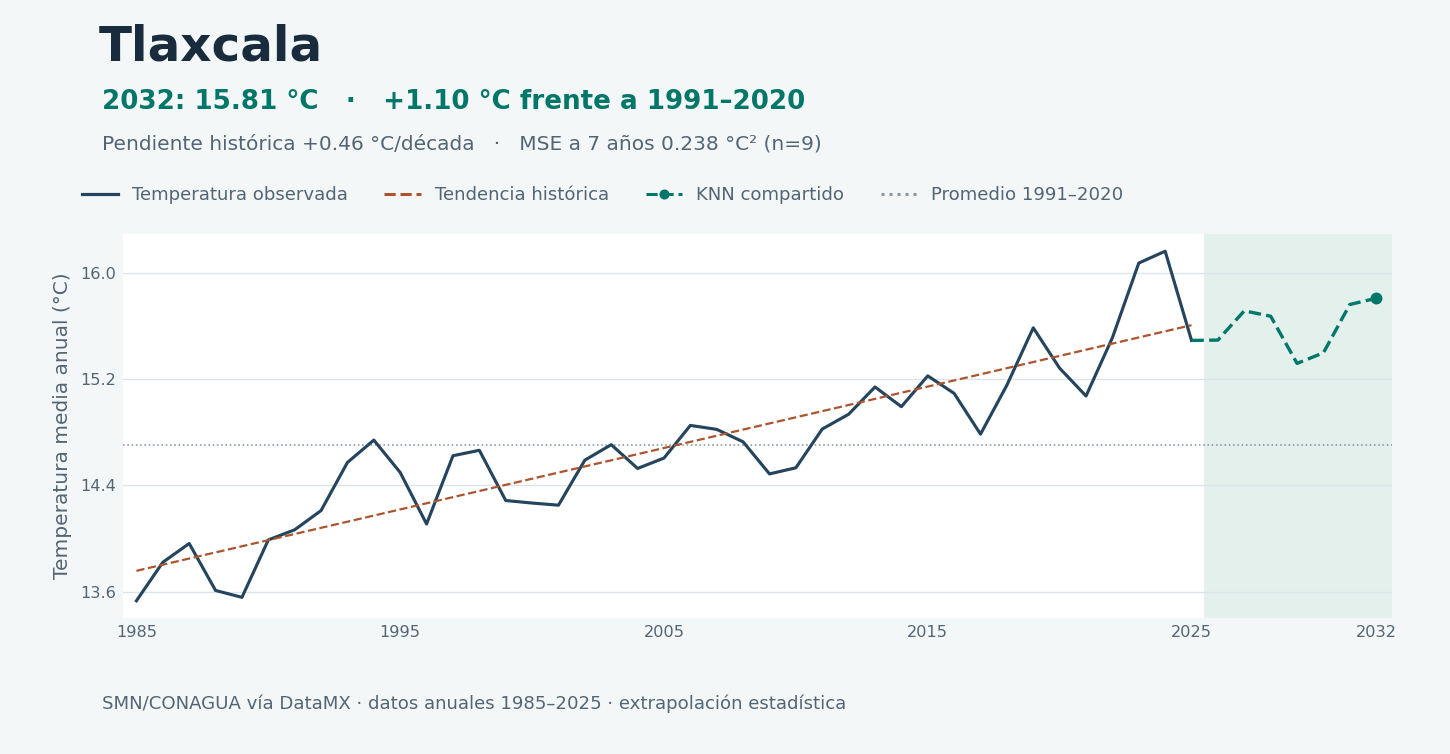 Tlaxcala
2032: 15.81 °C · +1.10 °C frente a 1991–2020
Pendiente histórica +0.46 °C/década · MSE a 7 años 0.238 °C² (n=9)
Temperatura observada Tendencia histórica KNN compartido Promedio 1991–2020
Temperatura media anual (°C)
16.0
15.2
14.4
13.6
1985 1995 2005 2015 2025 2032
SMN/CONAGUA vía DataMX · datos anuales 1985–2025 · extrapolación estadística